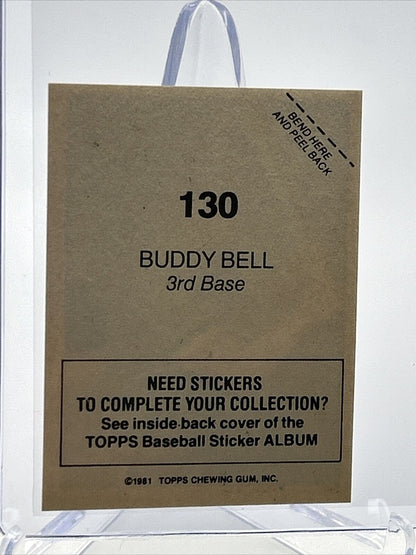 BEND HERE
AND PEEL BACK
130
BUDDY BELL
3rd Base
NEED STICKERS
TO COMPLETE YOUR COLLECTION?
See inside back cover of the
TOPPS Baseball Sticker ALBUM
©1981 TOPPS CHEWING GUM, INC.